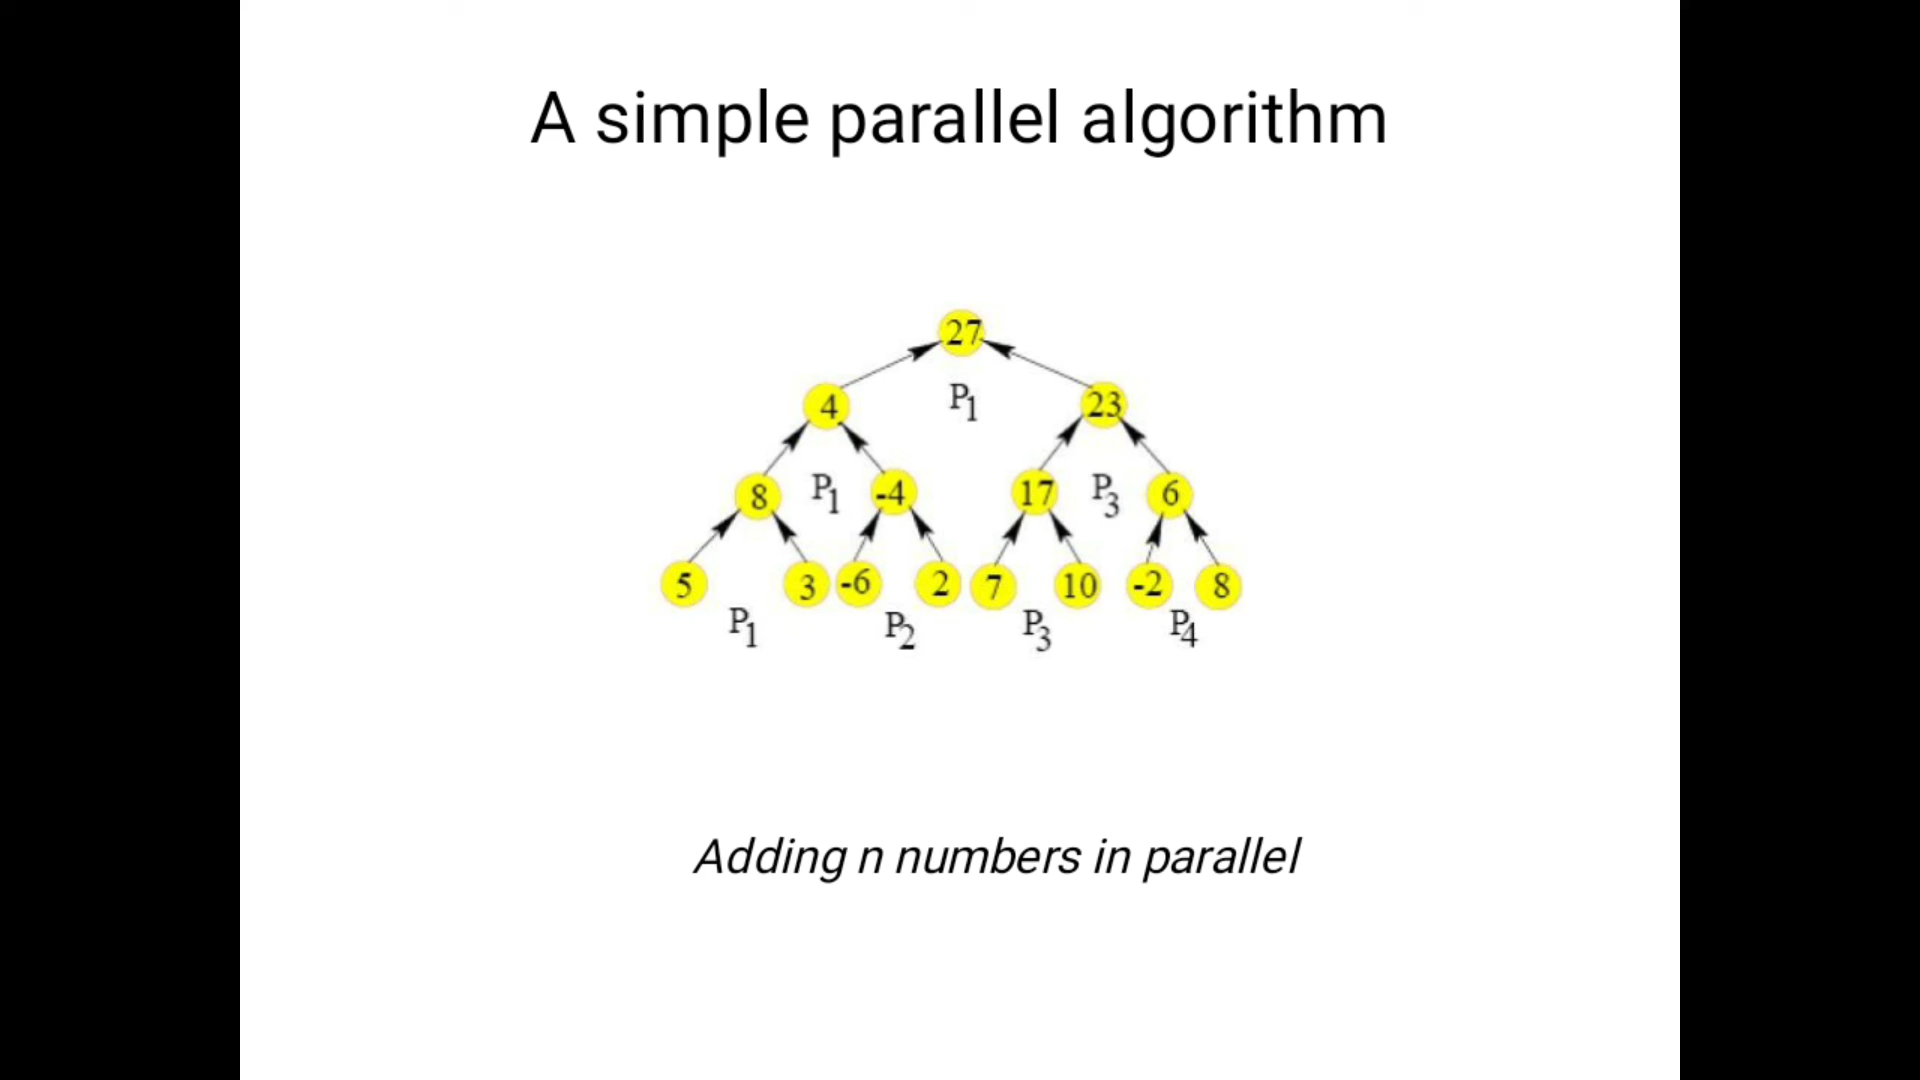 A simple parallel algorithm
27
4 P1 23
8 P1 -4 17 P3 6
5 3 -6 2 7 10 -2 8
P1 P2 P3 P4
Adding n numbers in parallel